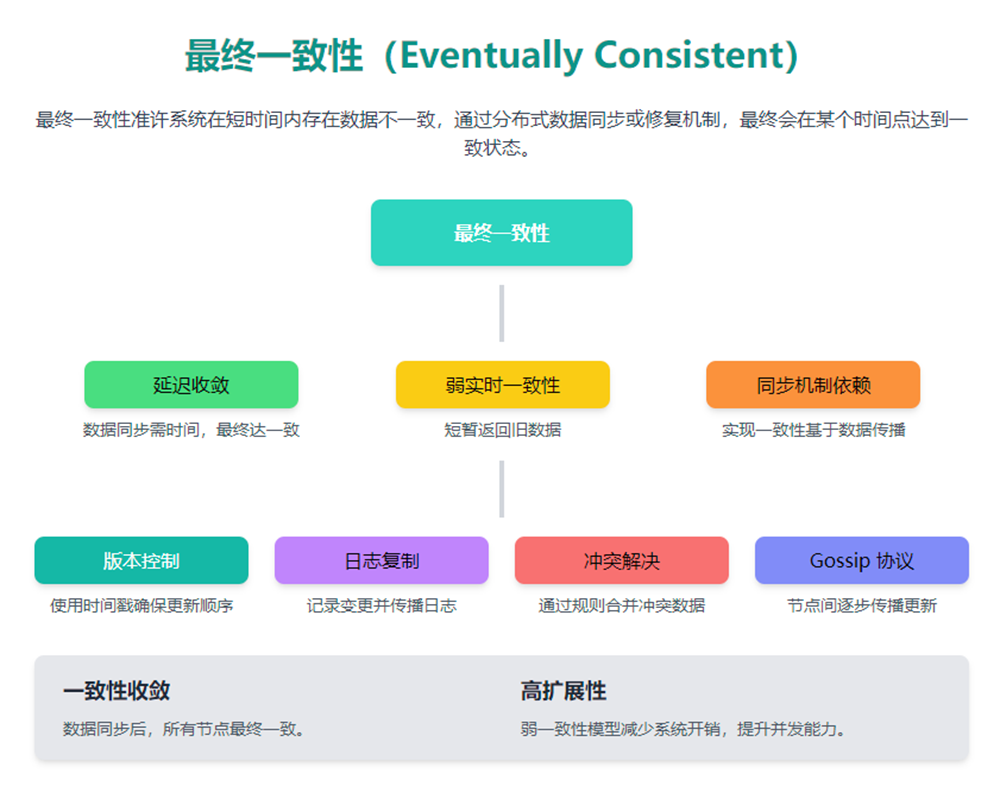 最终一致性（Eventually Consistent）
最终一致性准许系统在短时间内存在数据不一致，通过分布式数据同步或修复机制，最终会在某个时间点达到一
致状态。
最终一致性
延迟收敛
弱实时一致性
同步机制依赖
数据同步需时间，最终达一致
短暂返回旧数据
实现一致性基于数据传播
版本控制
日志复制
冲突解决
Gossip 协议
使用时间戳确保更新顺序
记录变更并传播日志
通过规则合并冲突数据
节点间逐步传播更新
一致性收敛
高扩展性
数据同步后，所有节点最终一致。
弱一致性模型减少系统开销，提升并发能力。